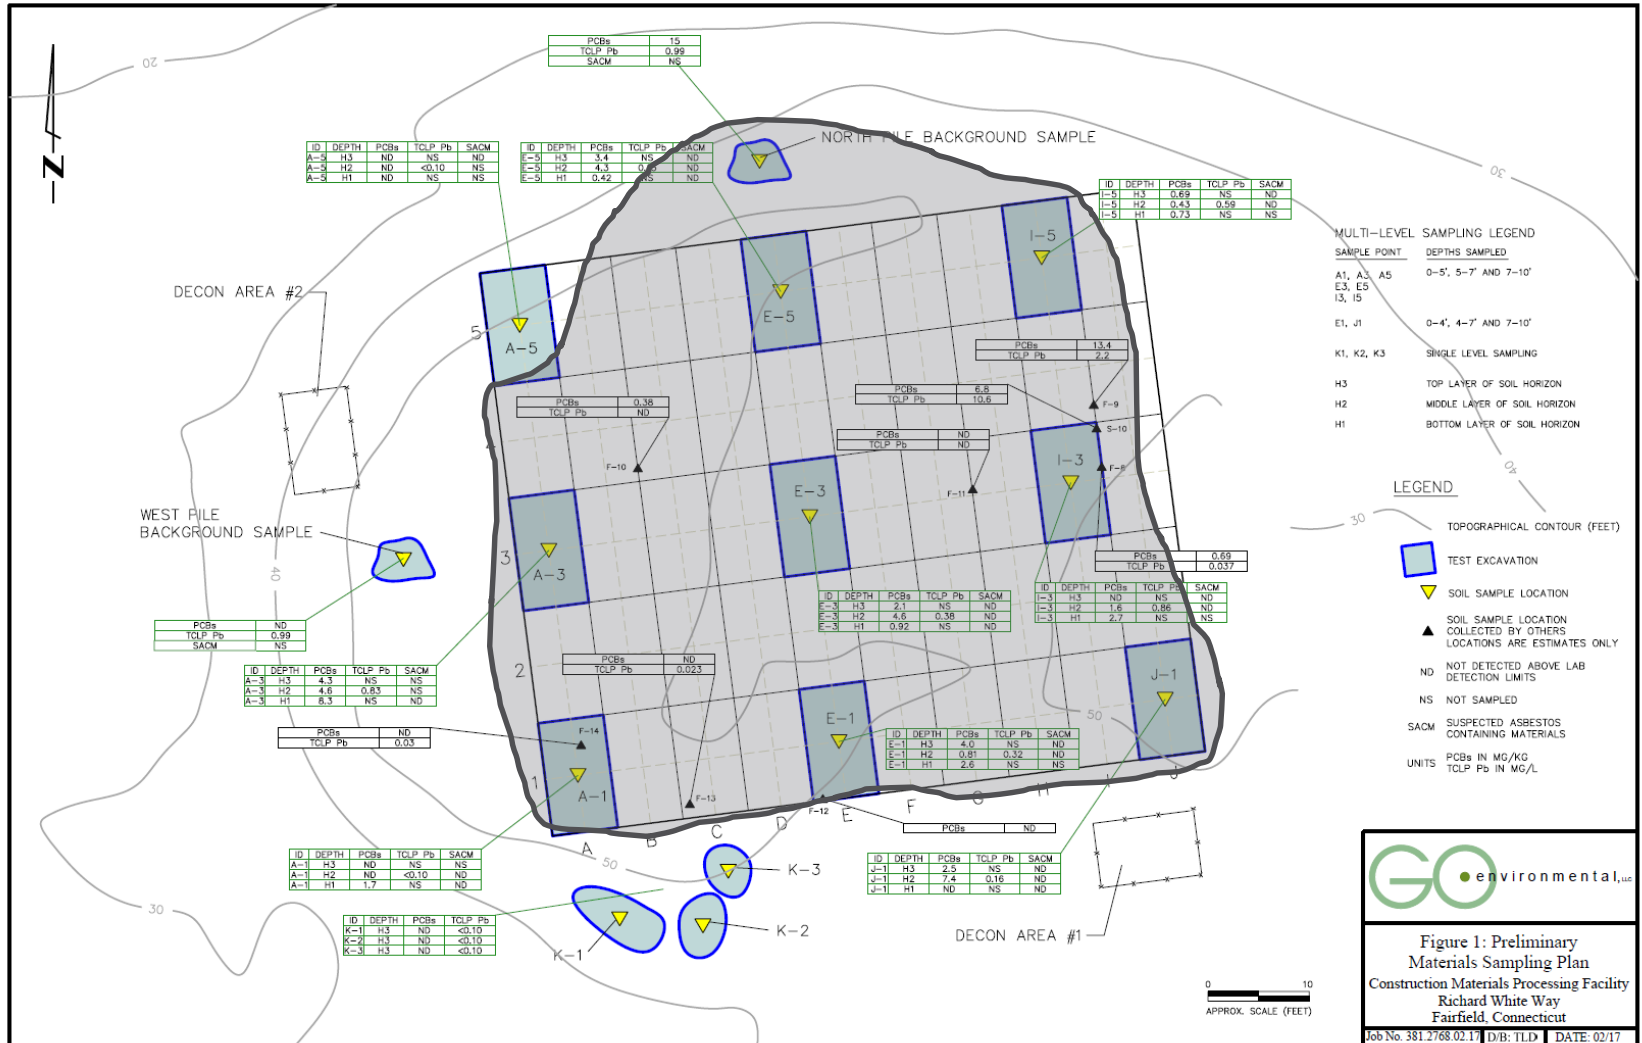 20
PCBs 15
TCLP Pb 0.99
SACM NS
NORTH PILE BACKGROUND SAMPLE
30
-N-
ID DEPTH PCBs TCLP Pb SACM
A-5 H3 ND NS ND
A-5 H2 ND <0.10 NS
A-5 H1 ND NS NS
ID DEPTH PCBs TCLP Pb SACM
E-5 H3 3.4 NS ND
E-5 H2 4.3 ND
E-5 H1 0.42 NS ND
ID DEPTH PCBs TCLP Pb SACM
I-5 H3 0.69 NS ND
I-5 H2 0.43 0.59 ND
I-5 H1 0.73 NS NS
MULTI-LEVEL SAMPLING LEGEND
SAMPLE POINT DEPTHS SAMPLED
A1, A3, A5 0-5', 5-7' AND 7-10'
E3, E5
I3, I5
E1, J1 0-4', 4-7' AND 7-10'
K1, K2, K3 SINGLE LEVEL SAMPLING
H3 TOP LAYER OF SOIL HORIZON
H2 MIDDLE LAYER OF SOIL HORIZON
H1 BOTTOM LAYER OF SOIL HORIZON
40
DECON AREA #2
5
A-5
E-5
I-5
PCBs 13.4
TCLP Pb 2.2
F-9
PCBs 6.8
TCLP Pb 10.6
S-10
PCBs 0.38
TCLP Pb ND
F-10
PCBs ND
TCLP Pb ND
F-11
I-3
F-8
E-3
3
A-3
WEST PILE
BACKGROUND SAMPLE
40
PCBs 0.69
TCLP Pb 0.037
30
LEGEND
TOPOGRAPHICAL CONTOUR (FEET)
TEST EXCAVATION
SOIL SAMPLE LOCATION
SOIL SAMPLE LOCATION
COLLECTED BY OTHERS
LOCATIONS ARE ESTIMATES ONLY
ND NOT DETECTED ABOVE LAB
DETECTION LIMITS
NS NOT SAMPLED
SACM SUSPECTED ASBESTOS
CONTAINING MATERIALS
UNITS PCBs IN MG/KG
TCLP Pb IN MG/L
ID DEPTH PCBs TCLP Pb SACM
E-3 H3 2.1 NS ND
E-3 H2 4.6 0.38 ND
E-3 H1 0.92 NS ND
ID DEPTH PCBs TCLP Pb SACM
I-3 H3 ND NS ND
I-3 H2 1.6 0.86 ND
I-3 H1 2.7 NS NS
PCBs ND
TCLP Pb 0.99
SACM NS
ID DEPTH PCBs TCLP Pb SACM
A-3 H3 4.3 NS NS
A-3 H2 4.6 0.83 NS
A-3 H1 8.3 NS ND
2
PCBs ND
TCLP Pb 0.023
J-1
50
E-1
ID DEPTH PCBs TCLP Pb SACM
E-1 H3 4.0 NS ND
E-1 H2 0.81 0.32 ND
E-1 H1 2.6 NS NS
PCBs ND
TCLP Pb 0.03
F-14
1
A-1
F-13
F-12
A B C D E F G H I J
PCBs ND
50
ID DEPTH PCBs TCLP Pb SACM
A-1 H3 ND NS NS
A-1 H2 ND <0.10 ND
A-1 H1 1.7 NS ND
K-3
ID DEPTH PCBs TCLP Pb SACM
J-1 H3 2.5 NS ND
J-1 H2 7.4 0.16 ND
J-1 H1 ND NS ND
30
ID DEPTH PCBs TCLP Pb
K-1 H3 ND <0.10
K-2 H3 ND <0.10
K-3 H3 ND <0.10
K-2
K-1
DECON AREA #1
0 10
APPROX. SCALE (FEET)
GO environmental, LLC
Figure 1: Preliminary
Materials Sampling Plan
Construction Materials Processing Facility
Richard White Way
Fairfield, Connecticut
Job No. 381.2768.02.17 D/B: TLD DATE: 02/17